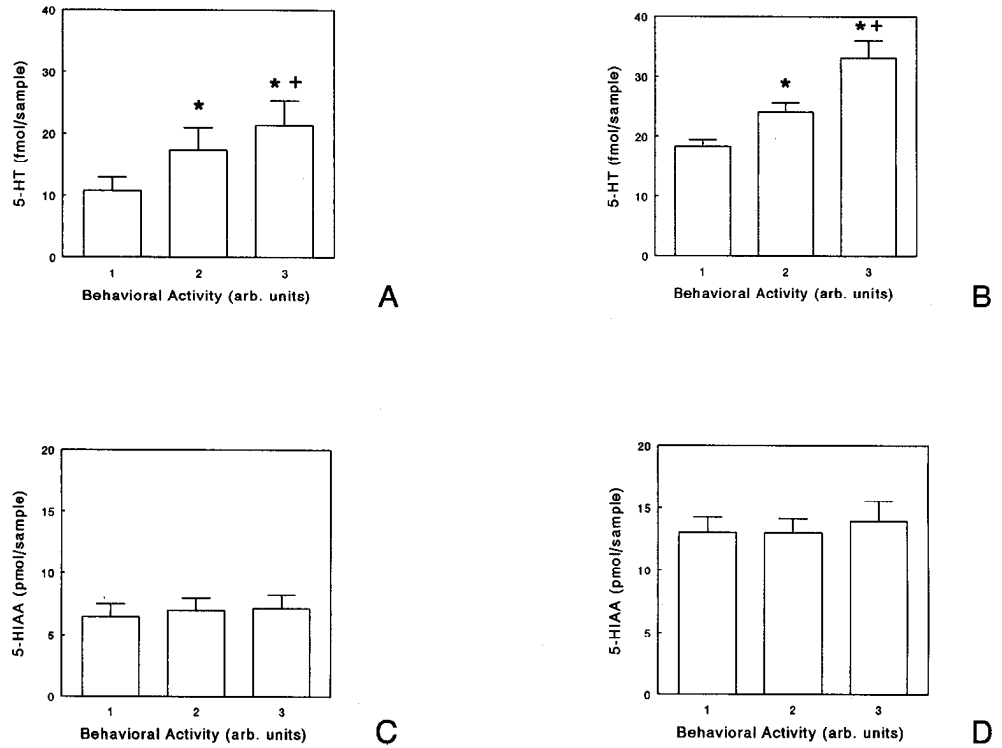 40
30
20
10
0
5-HT (fmol/sample)
*
* +
1 2 3
Behavioral Activity (arb. units)
A
40
30
20
10
0
5-HT (fmol/sample)
*
* +
1 2 3
Behavioral Activity (arb. units)
B
20
15
10
5
0
5-HIAA (pmol/sample)
1 2 3
Behavioral Activity (arb. units)
C
20
15
10
5
0
5-HIAA (pmol/sample)
1 2 3
Behavioral Activity (arb. units)
D